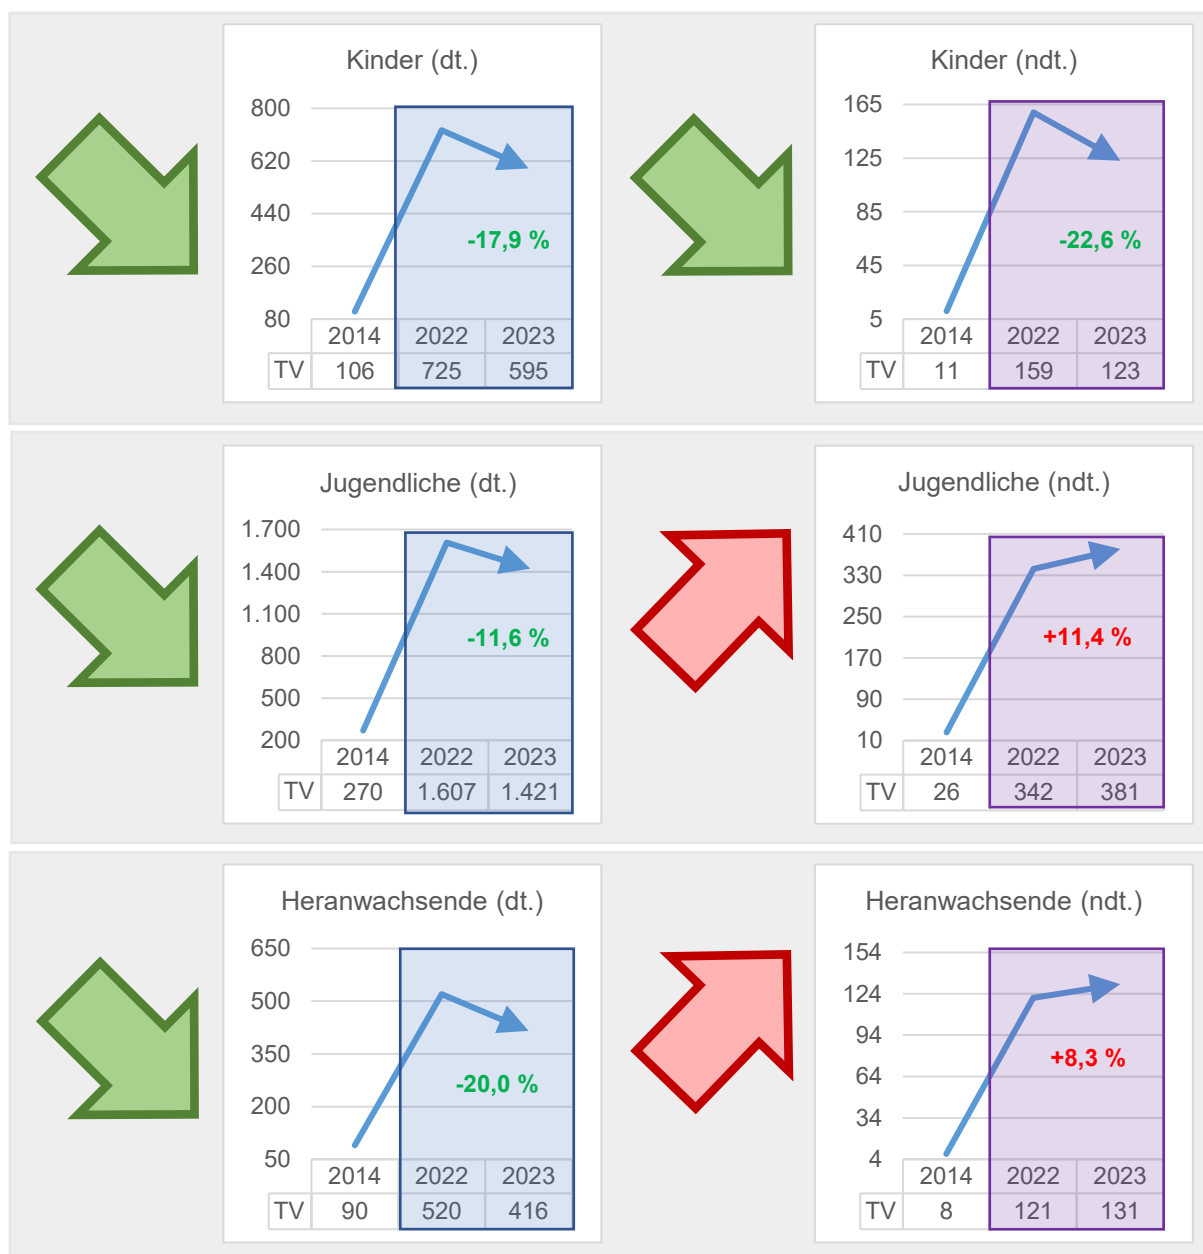 Kinder (dt.)
800
620
440
260
80
-17,9 %
2014 2022 2023
TV 106 725 595
Kinder (ndt.)
165
125
85
45
5
-22,6 %
2014 2022 2023
TV 11 159 123
Jugendliche (dt.)
1.700
1.400
1.100
800
500
200
-11,6 %
2014 2022 2023
TV 270 1.607 1.421
Jugendliche (ndt.)
410
330
250
170
90
10
+11,4 %
2014 2022 2023
TV 26 342 381
Heranwachsende (dt.)
650
500
350
200
50
-20,0 %
2014 2022 2023
TV 90 520 416
Heranwachsende (ndt.)
154
124
94
64
34
4
+8,3 %
2014 2022 2023
TV 8 121 131